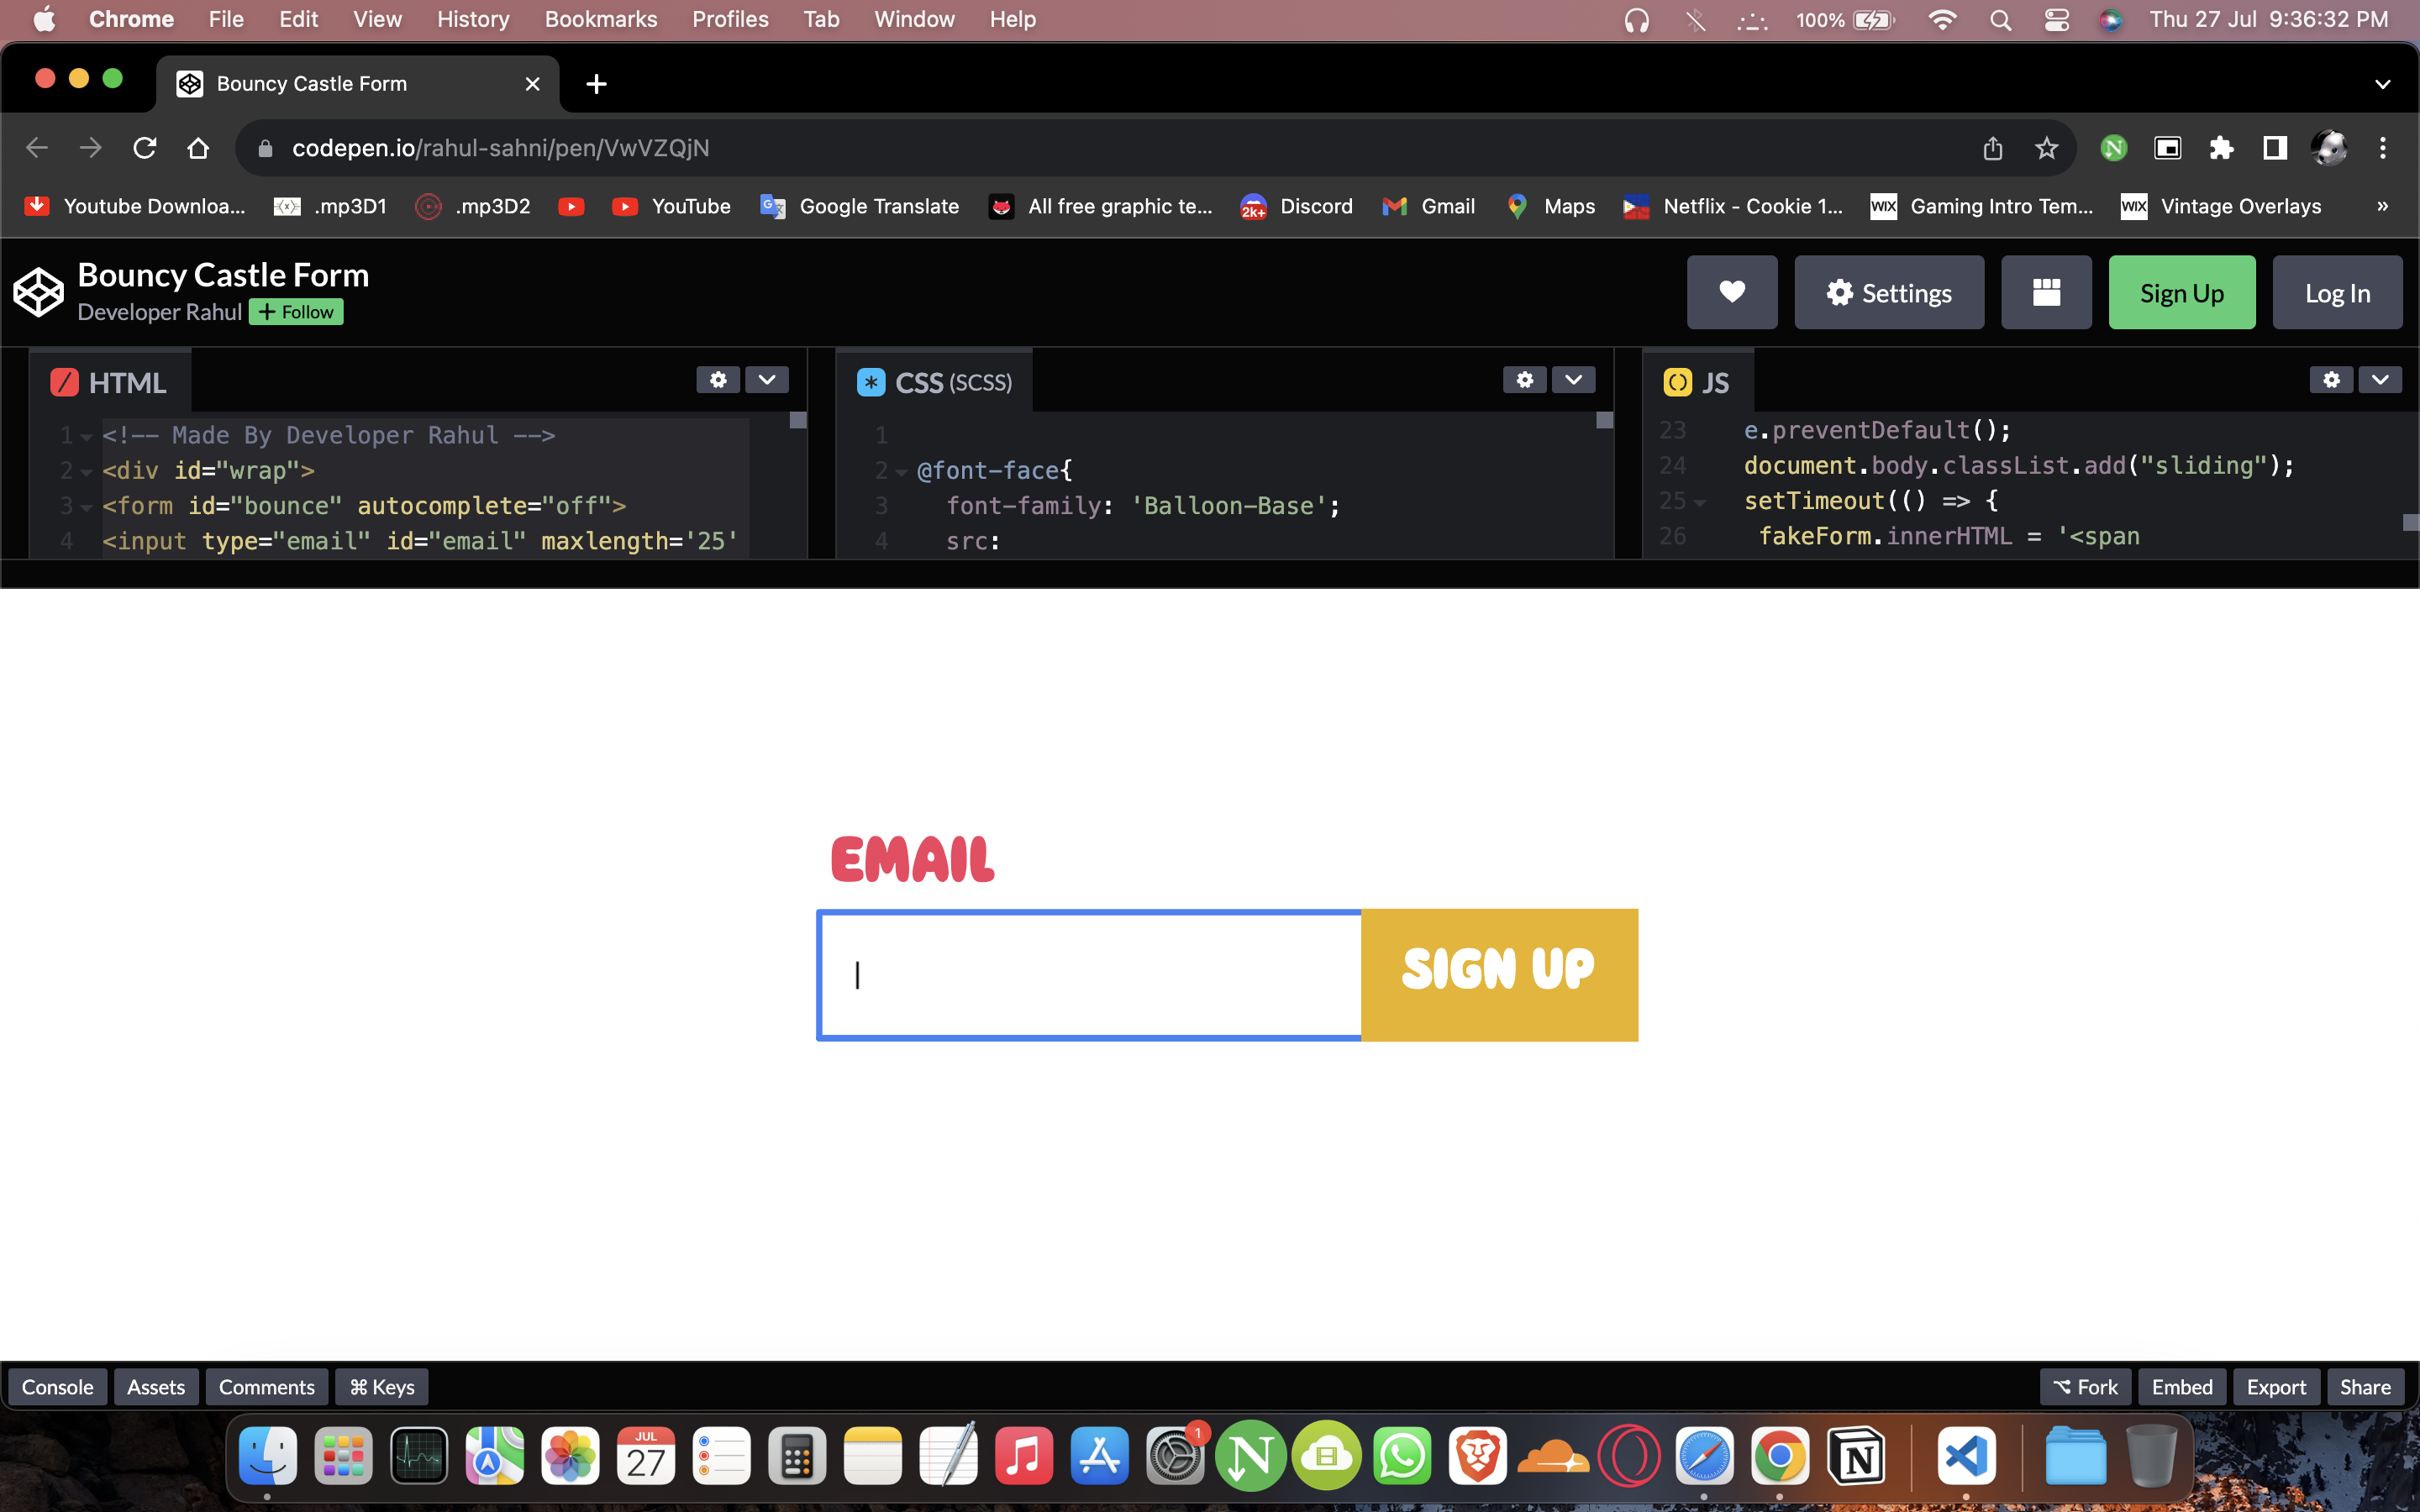 Chrome File Edit View History Bookmarks Profiles Tab Window Help 100% Thu 27 Jul 9:36:32 PM
Bouncy Castle Form
codepen.io/rahul-sahni/pen/VwVZQjN
Youtube Downloa... .mp3D1 .mp3D2 YouTube Google Translate All free graphic te... 2k+ Discord Gmail Maps Netflix - Cookie 1... WIX Gaming Intro Tem... WIX Vintage Overlays »
Bouncy Castle Form
Developer Rahul + Follow
Settings Sign Up Log In
HTML
1 <!-- Made By Developer Rahul -->
2 <div id="wrap">
3 <form id="bounce" autocomplete="off">
4 <input type="email" id="email" maxlength='25'
CSS (SCSS)
1
2 @font-face{
3 font-family: 'Balloon-Base';
4 src:
JS
23 e.preventDefault();
24 document.body.classList.add("sliding");
25 setTimeout(() => {
26 fakeForm.innerHTML = '<span
EMAIL
SIGN UP
Console Assets Comments ⌘ Keys Fork Embed Export Share
JUL
27
1